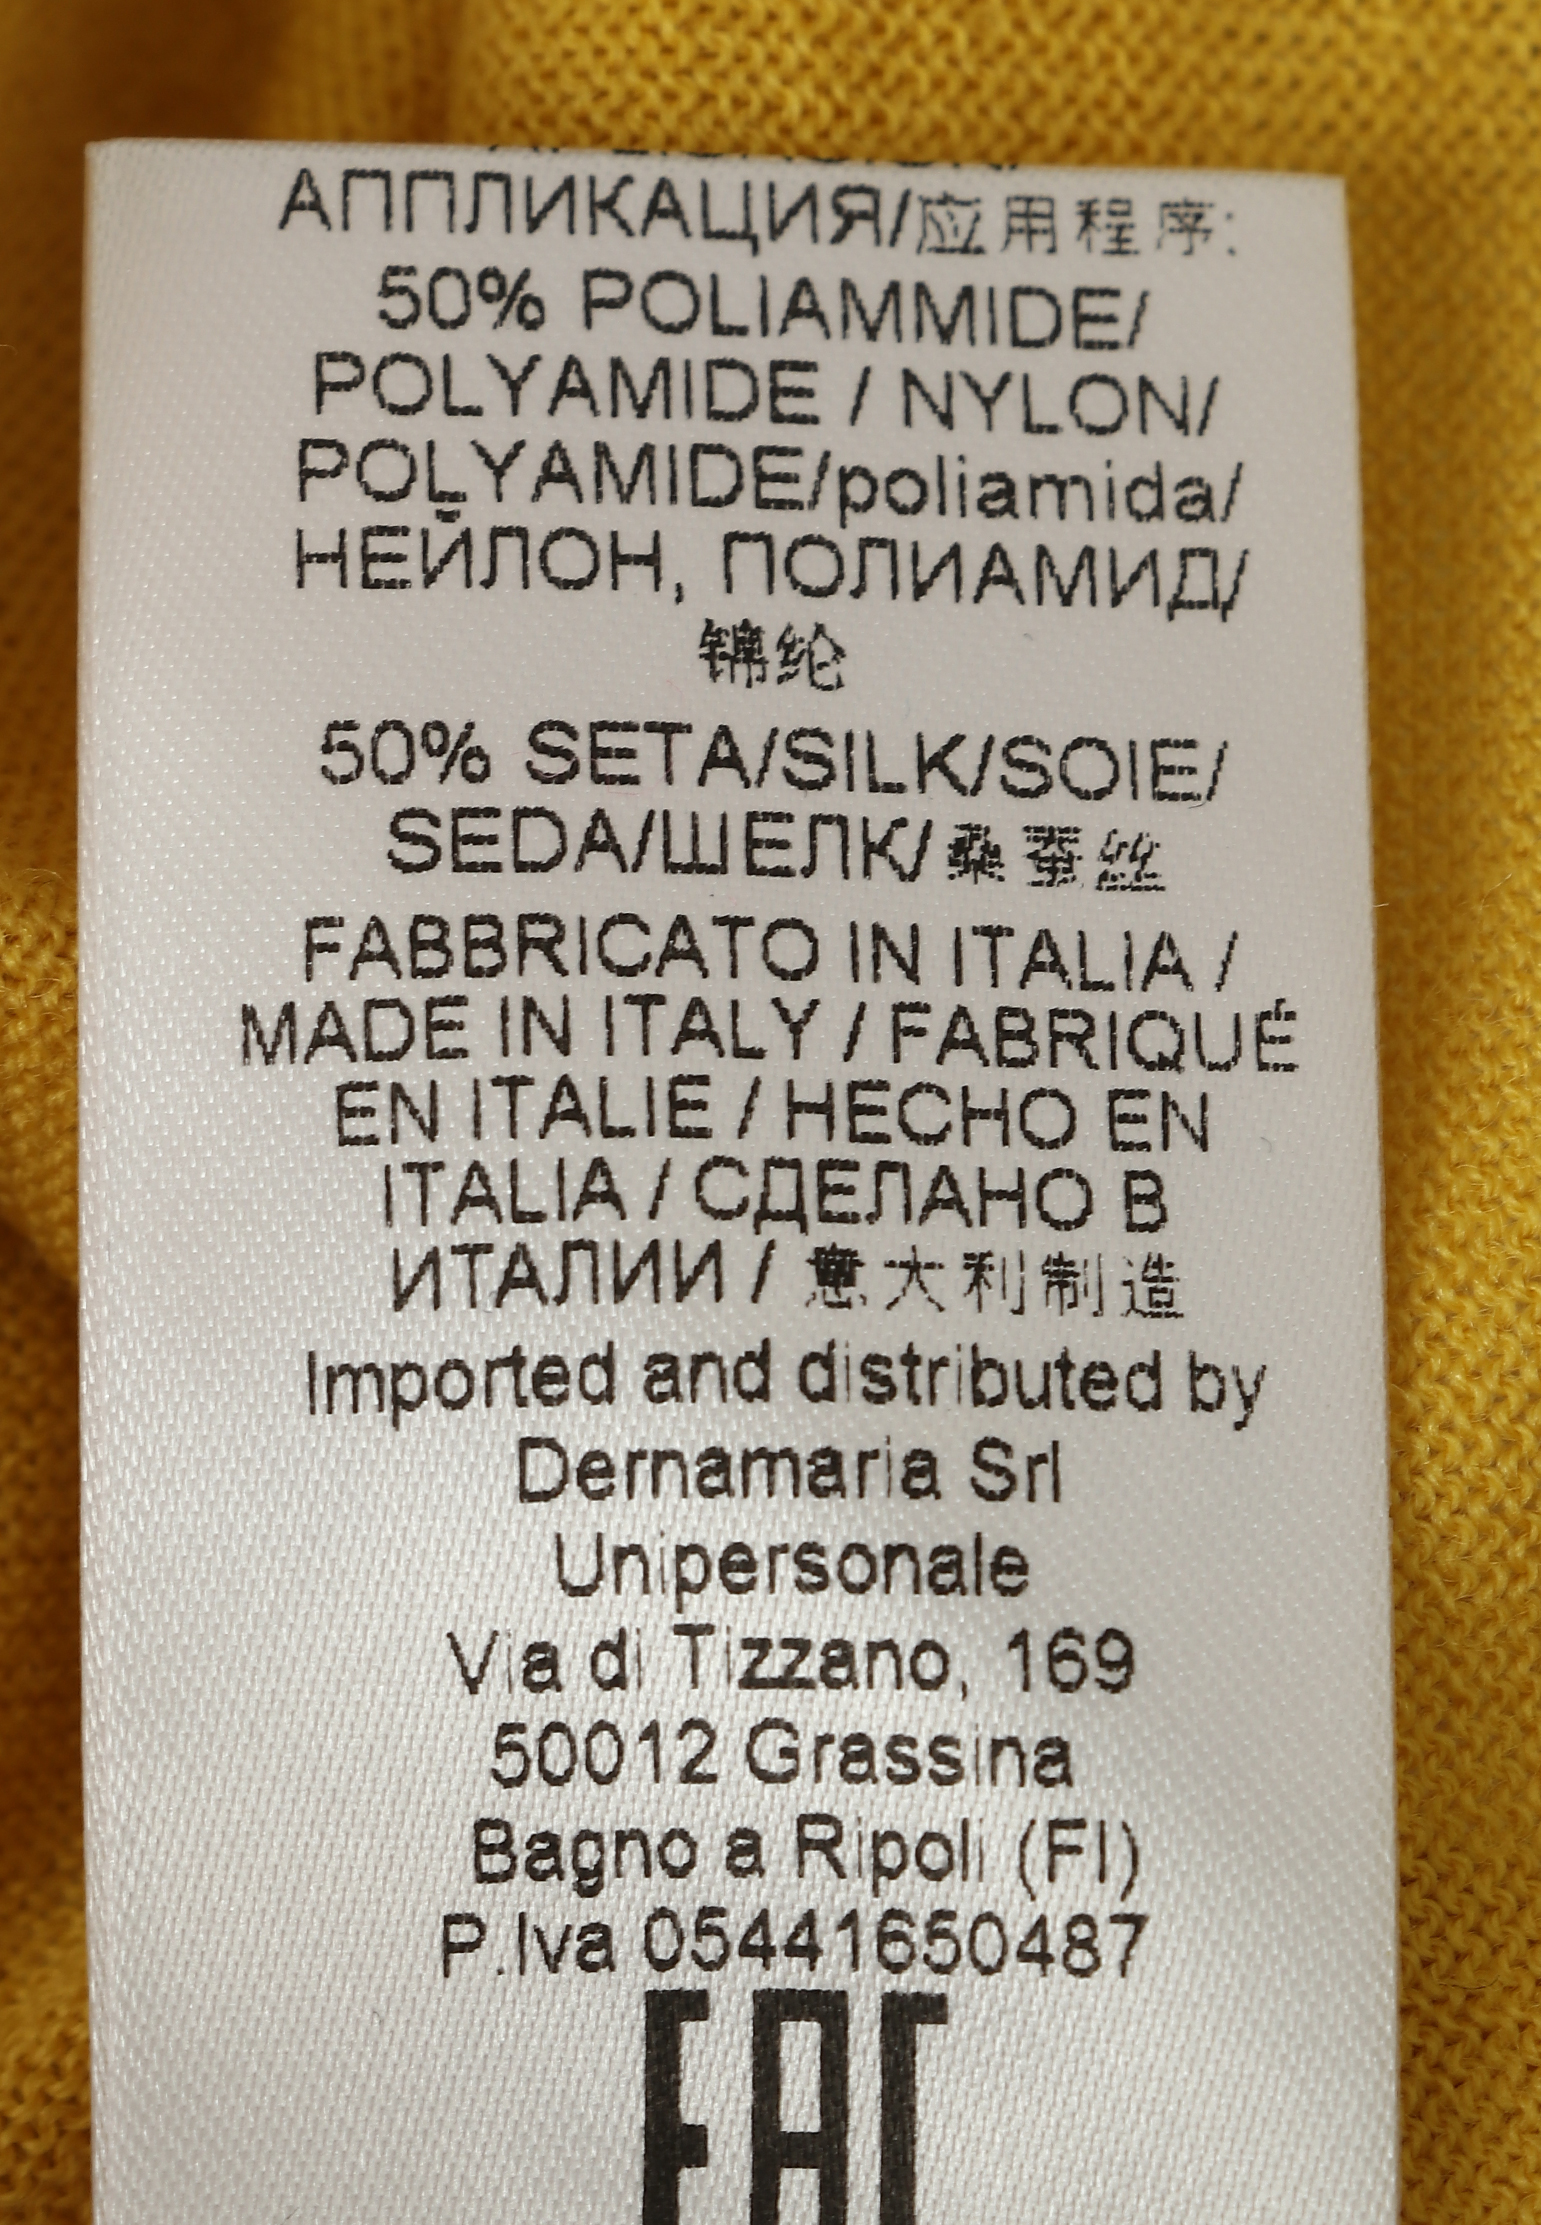 АППЛИКАЦИЯ/应用程序:
50% POLIAMMIDE/
POLYAMIDE / NYLON/
POLYAMIDE/poliamida/
НЕЙЛОН, ПОЛИАМИД/
锦纶
50% SETA/SILK/SOIE/
SEDA/ШЕЛК/桑蚕丝
FABBRICATO IN ITALIA /
MADE IN ITALY / FABRIQUÉ
EN ITALIE / HECHO EN
ITALIA / СДЕЛАНО В
ИТАЛИИ / 意大利制造
Imported and distributed by
Dernamaria Srl
Unipersonale
Via di Tizzano, 169
50012 Grassina
Bagno a Ripoli (FI)
P.Iva 05441650487
EAC